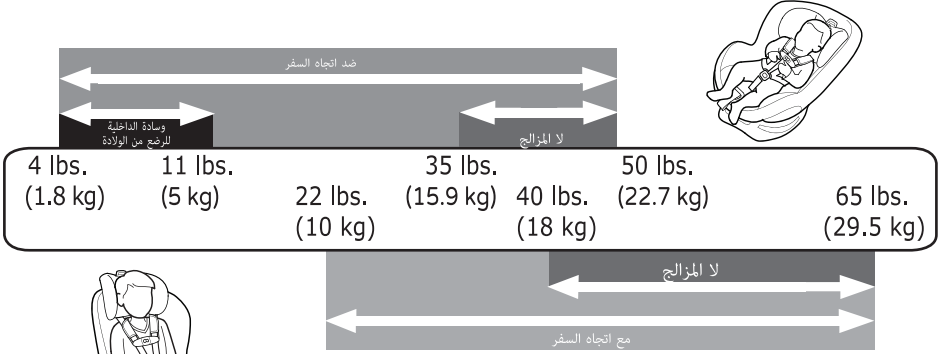 ضد اتجاه السفر
وسادة الداخلية
للرضع من الولادة
لا المزالج
4 lbs.
(1.8 kg)
11 lbs.
(5 kg)
22 lbs.
(10 kg)
35 lbs.
(15.9 kg)
40 lbs.
(18 kg)
50 lbs.
(22.7 kg)
65 lbs.
(29.5 kg)
لا المزالج
مع اتجاه السفر